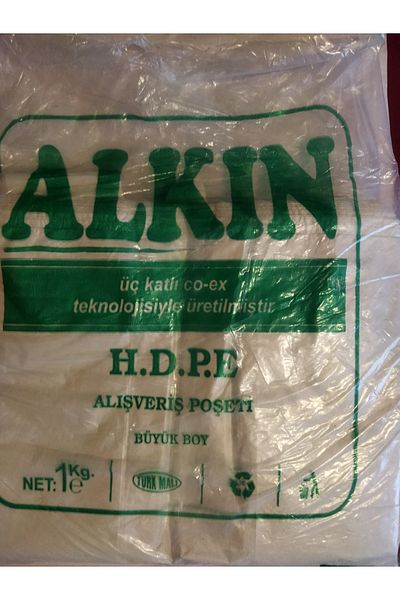 ALKIN
üç katlı co-ex
teknolojisiyle üretilmiştir
H.D.P.E
ALIŞVERİŞ POŞETİ
BÜYÜK BOY
NET: 1 Kg. e
TÜRK MALI